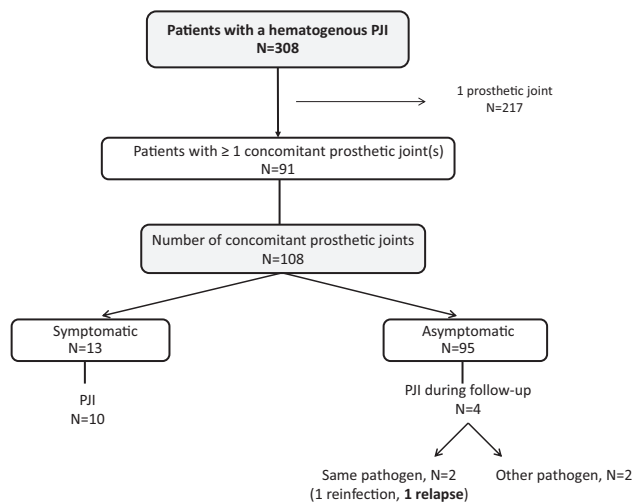 Patients with a hematogenous PJI
N=308
1 prosthetic joint
N=217
Patients with ≥ 1 concomitant prosthetic joint(s)
N=91
Number of concomitant prosthetic joints
N=108
Symptomatic
N=13
Asymptomatic
N=95
PJI
N=10
PJI during follow-up
N=4
Same pathogen, N=2
(1 reinfection, 1 relapse)
Other pathogen, N=2